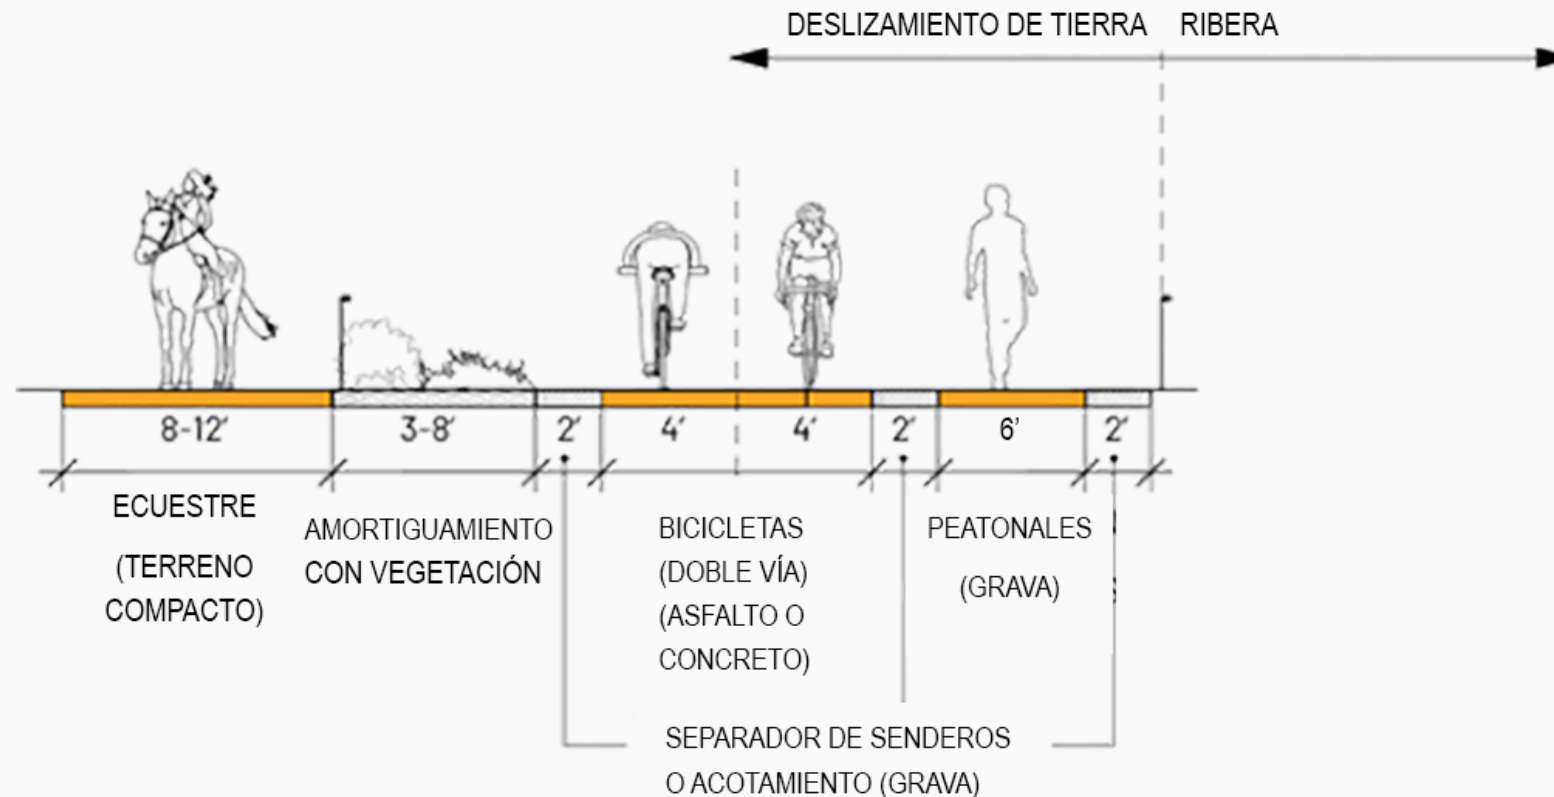 DESLIZAMIENTO DE TIERRA RIBERA
8-12' 3-8' 2' 4' 4' 2' 6' 2'
ECUESTRE
(TERRENO
COMPACTO)
AMORTIGUAMIENTO
CON VEGETACIÓN
BICICLETAS
(DOBLE VÍA)
(ASFALTO O
CONCRETO)
PEATONALES
(GRAVA)
SEPARADOR DE SENDEROS
O ACOTAMIENTO (GRAVA)